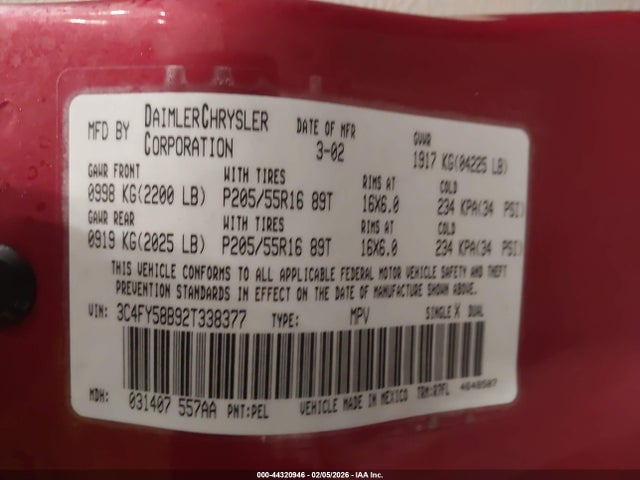 MFD BY DAIMLERCHRYSLER CORPORATION DATE OF MFR 3-02 GVWR 1917 KG(04225 LB)
GAWR FRONT WITH TIRES RIMS AT COLD
0998 KG(2200 LB) P205/55R16 89T 16X6.0 234 KPA(34 PSI)
GAWR REAR WITH TIRES RIMS AT COLD
0919 KG(2025 LB) P205/55R16 89T 16X6.0 234 KPA(34 PSI)
THIS VEHICLE CONFORMS TO ALL APPLICABLE FEDERAL MOTOR VEHICLE SAFETY AND THEFT
PREVENTION STANDARDS IN EFFECT ON THE DATE OF MANUFACTURE SHOWN ABOVE.
VIN: 3C4FY58B92T338377 TYPE: MPV SINGLE X DUAL
MDH: 031407 557AA PNT:PEL VEHICLE MADE IN MEXICO TRM:R7FL 4648507
000-44320946 - 02/05/2026 - IAA Inc.